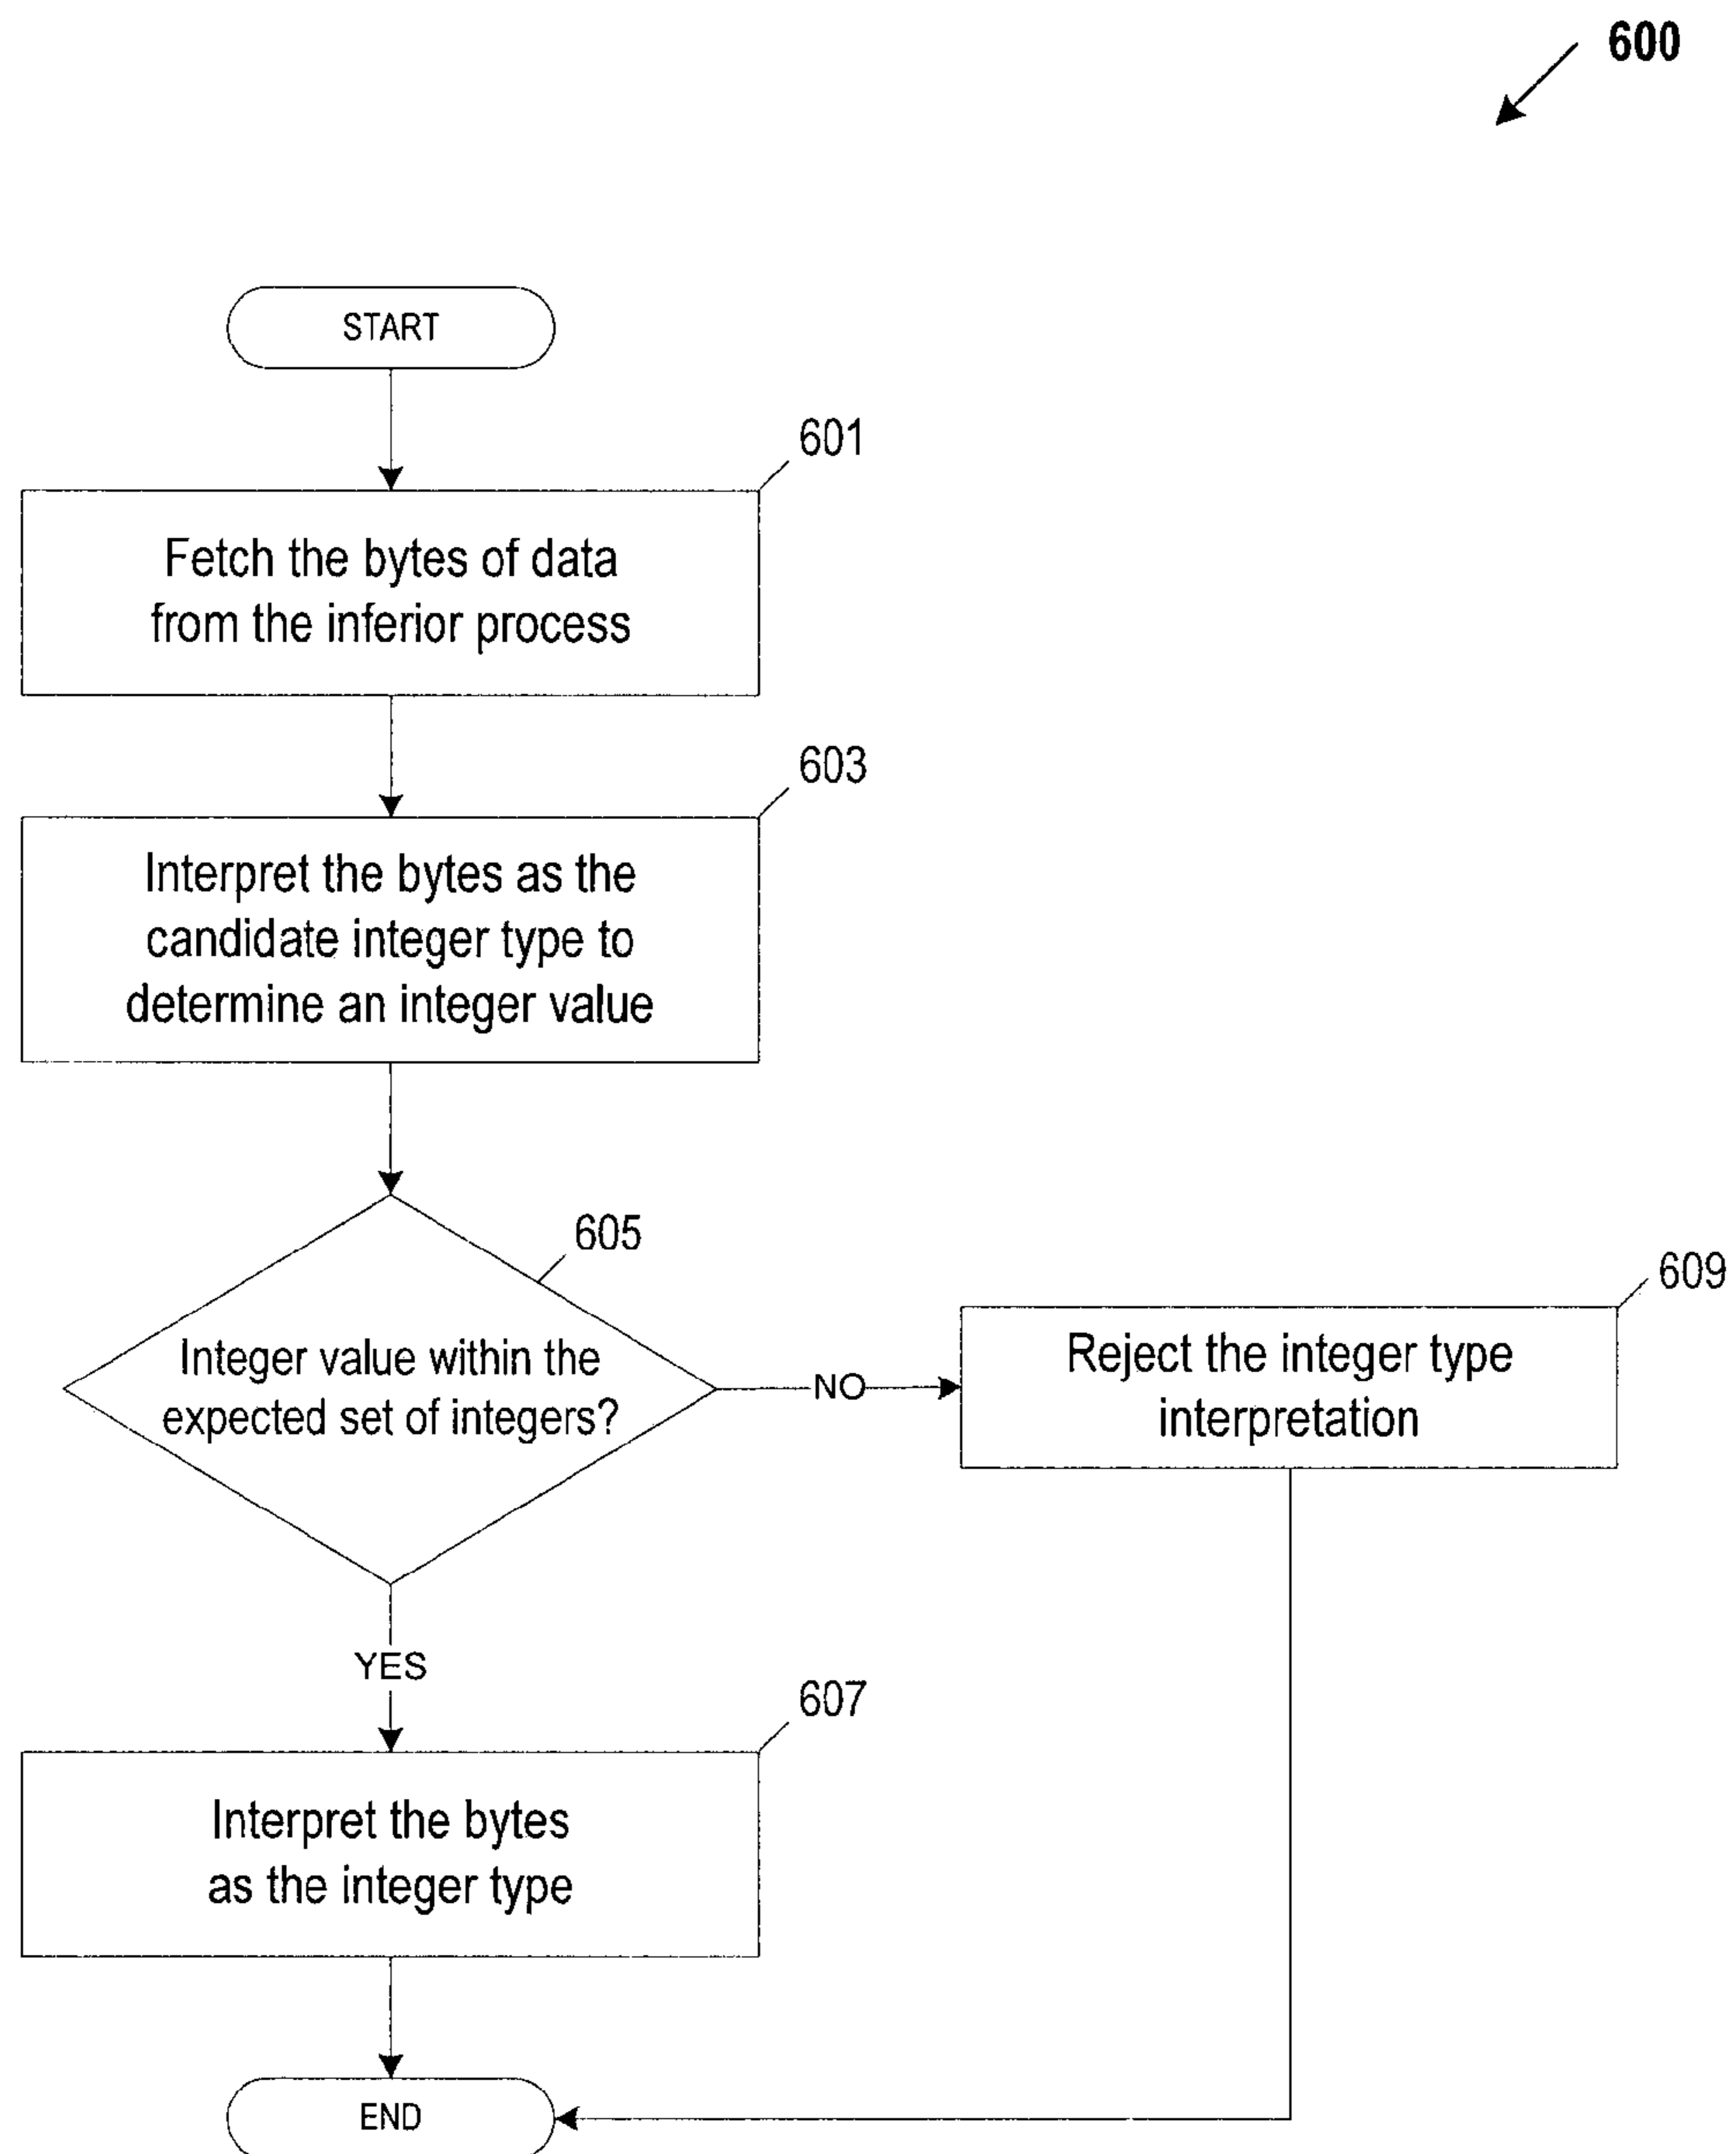 600
START
601
Fetch the bytes of data
from the inferior process
603
Interpret the bytes as the
candidate integer type to
determine an integer value
605
Integer value within the
expected set of integers?
NO
609
Reject the integer type
interpretation
YES
607
Interpret the bytes
as the integer type
END